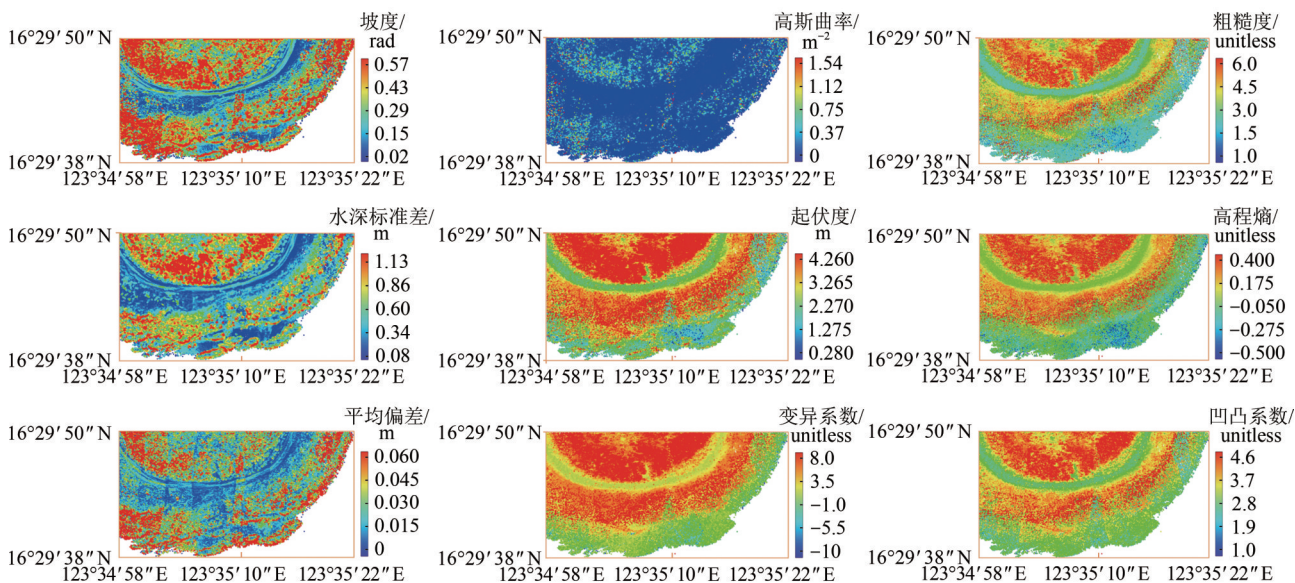 坡度/
rad
16°29′50″N
0.57
0.43
0.29
0.15
0.02
16°29′38″N
123°34′58″E 123°35′10″E 123°35′22″E
高斯曲率/
m⁻²
16°29′50″N
1.54
1.12
0.75
0.37
0
16°29′38″N
123°34′58″E 123°35′10″E 123°35′22″E
粗糙度/
unitless
16°29′50″N
6.0
4.5
3.0
1.5
1.0
16°29′38″N
123°34′58″E 123°35′10″E 123°35′22″E
水深标准差/
m
16°29′50″N
1.13
0.86
0.60
0.34
0.08
16°29′38″N
123°34′58″E 123°35′10″E 123°35′22″E
起伏度/
m
16°29′50″N
4.260
3.265
2.270
1.275
0.280
16°29′38″N
123°34′58″E 123°35′10″E 123°35′22″E
高程熵/
unitless
16°29′50″N
0.400
0.175
−0.050
−0.275
−0.500
16°29′38″N
123°34′58″E 123°35′10″E 123°35′22″E
平均偏差/
m
16°29′50″N
0.060
0.045
0.030
0.015
0
16°29′38″N
123°34′58″E 123°35′10″E 123°35′22″E
变异系数/
unitless
16°29′50″N
8.0
3.5
−1.0
−5.5
−10
16°29′38″N
123°34′58″E 123°35′10″E 123°35′22″E
凹凸系数/
unitless
16°29′50″N
4.6
3.7
2.8
1.9
1.0
16°29′38″N
123°34′58″E 123°35′10″E 123°35′22″E